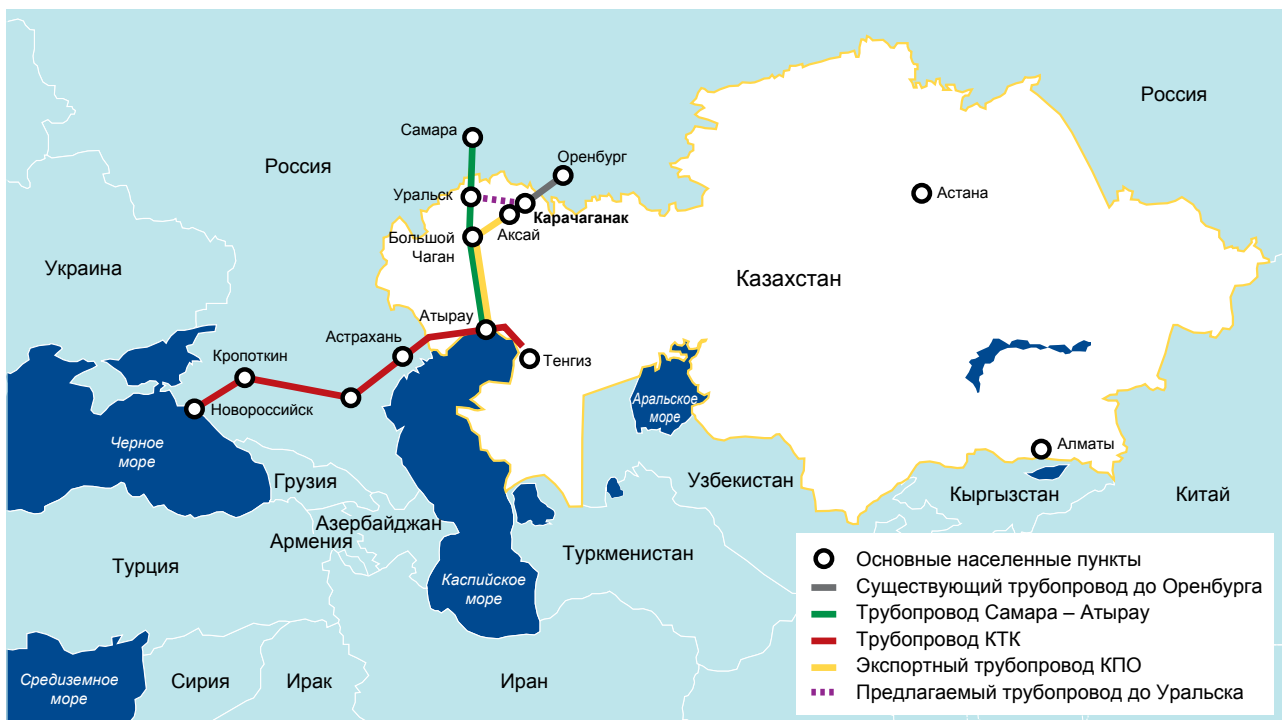 Россия
Самара
Оренбург
Россия
Уральск
Астана
Карачаганак
Аксай
Большой
Чаган
Украина
Казахстан
Атырау
Астрахань
Кропоткин
Тенгиз
Новороссийск
Аральское
море
Черное
море
Алматы
Грузия
Узбекистан
Кыргызстан
Китай
Азербайджан
Армения
Туркменистан
Турция
Каспийское
море
Средиземное
море
Сирия
Ирак
Иран
Основные населенные пункты
Существующий трубопровод до Оренбурга
Трубопровод Самара – Атырау
Трубопровод КТК
Экспортный трубопровод КПО
Предлагаемый трубопровод до Уральска